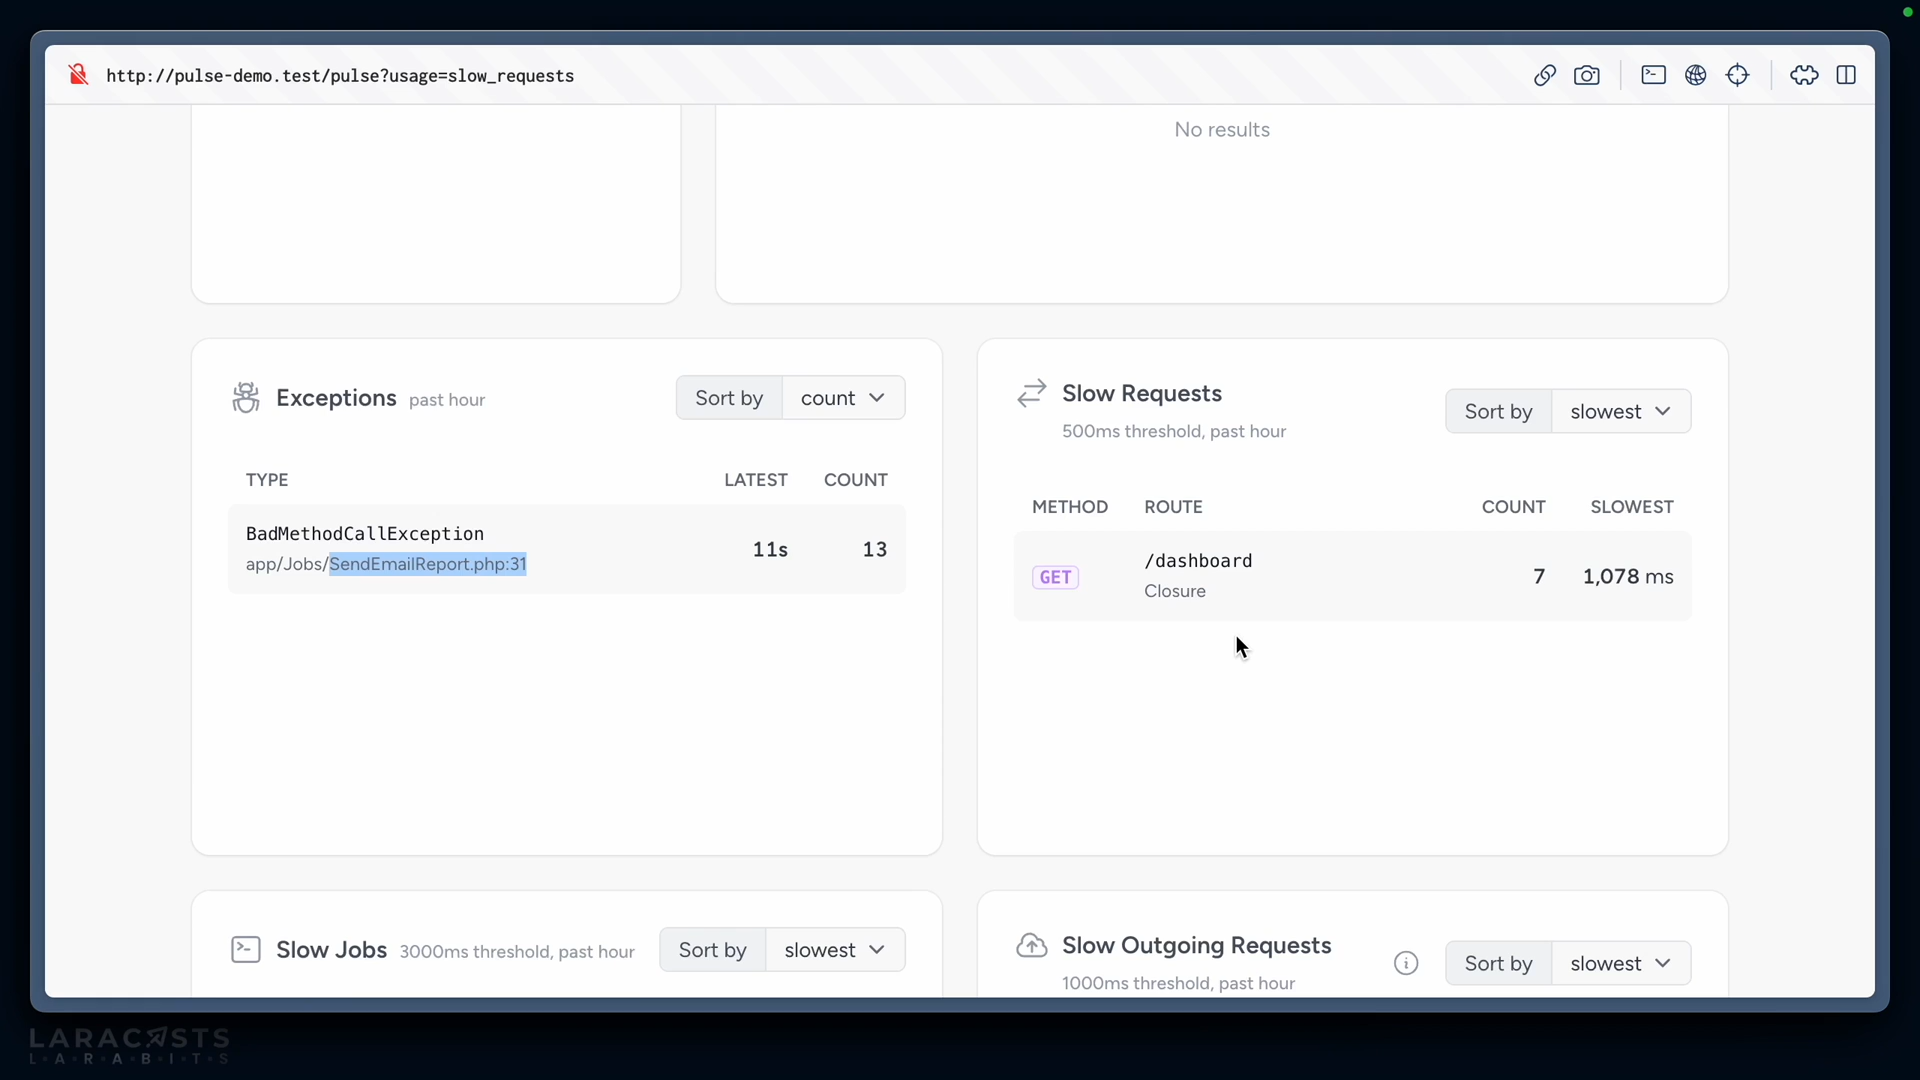 http://pulse-demo.test/pulse?usage=slow_requests
No results
Exceptions past hour
Sort by count
TYPE LATEST COUNT
BadMethodCallException
app/Jobs/SendEmailReport.php:31
11s 13
Slow Requests
500ms threshold, past hour
Sort by slowest
METHOD ROUTE COUNT SLOWEST
GET
/dashboard
Closure
7 1,078 ms
Slow Jobs 3000ms threshold, past hour
Sort by slowest
Slow Outgoing Requests
1000ms threshold, past hour
Sort by slowest
LARACASTS
L·A·R·A·B·I·T·S